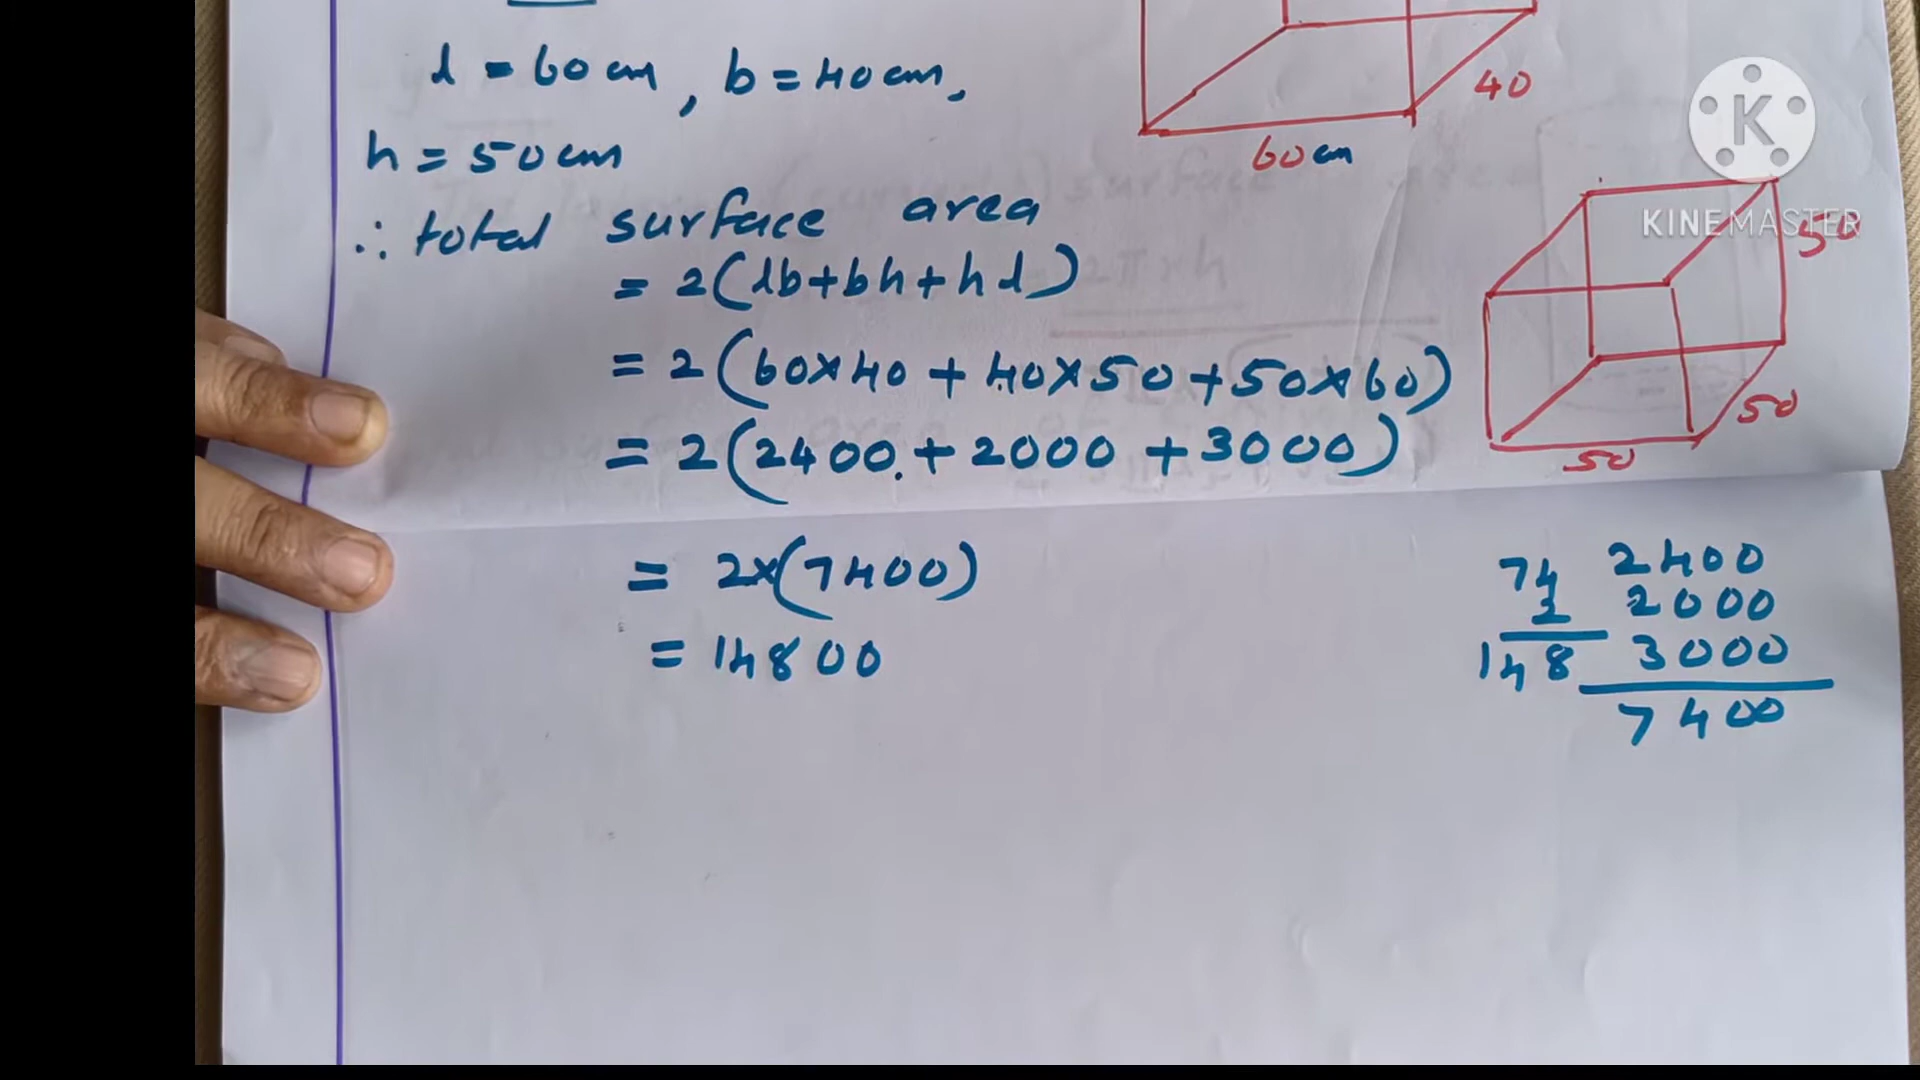 l = 60 cm, b = 40 cm.
40
60 cm
h = 50 cm
K
KINEMASTER
50
∴ total surface area
= 2(lb+bh+hl)
= 2(60×40 + 40×50 + 50×60)
50
= 2(2400 + 2000 + 3000)
50
= 2×(7400)
= 14800
74
2
148
2400
2000
3000
7400